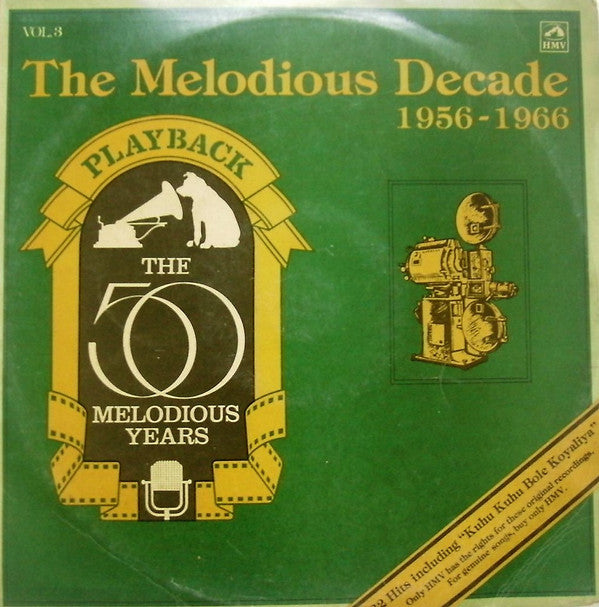 VOL.3
HMV
The Melodious Decade
1956-1966
PLAYBACK
THE
50
MELODIOUS
YEARS
2 Hits including "Kuhu Kuhu Bole Koyaliya"
Only HMV has the rights for these original recordings.
For genuine songs, buy only HMV.